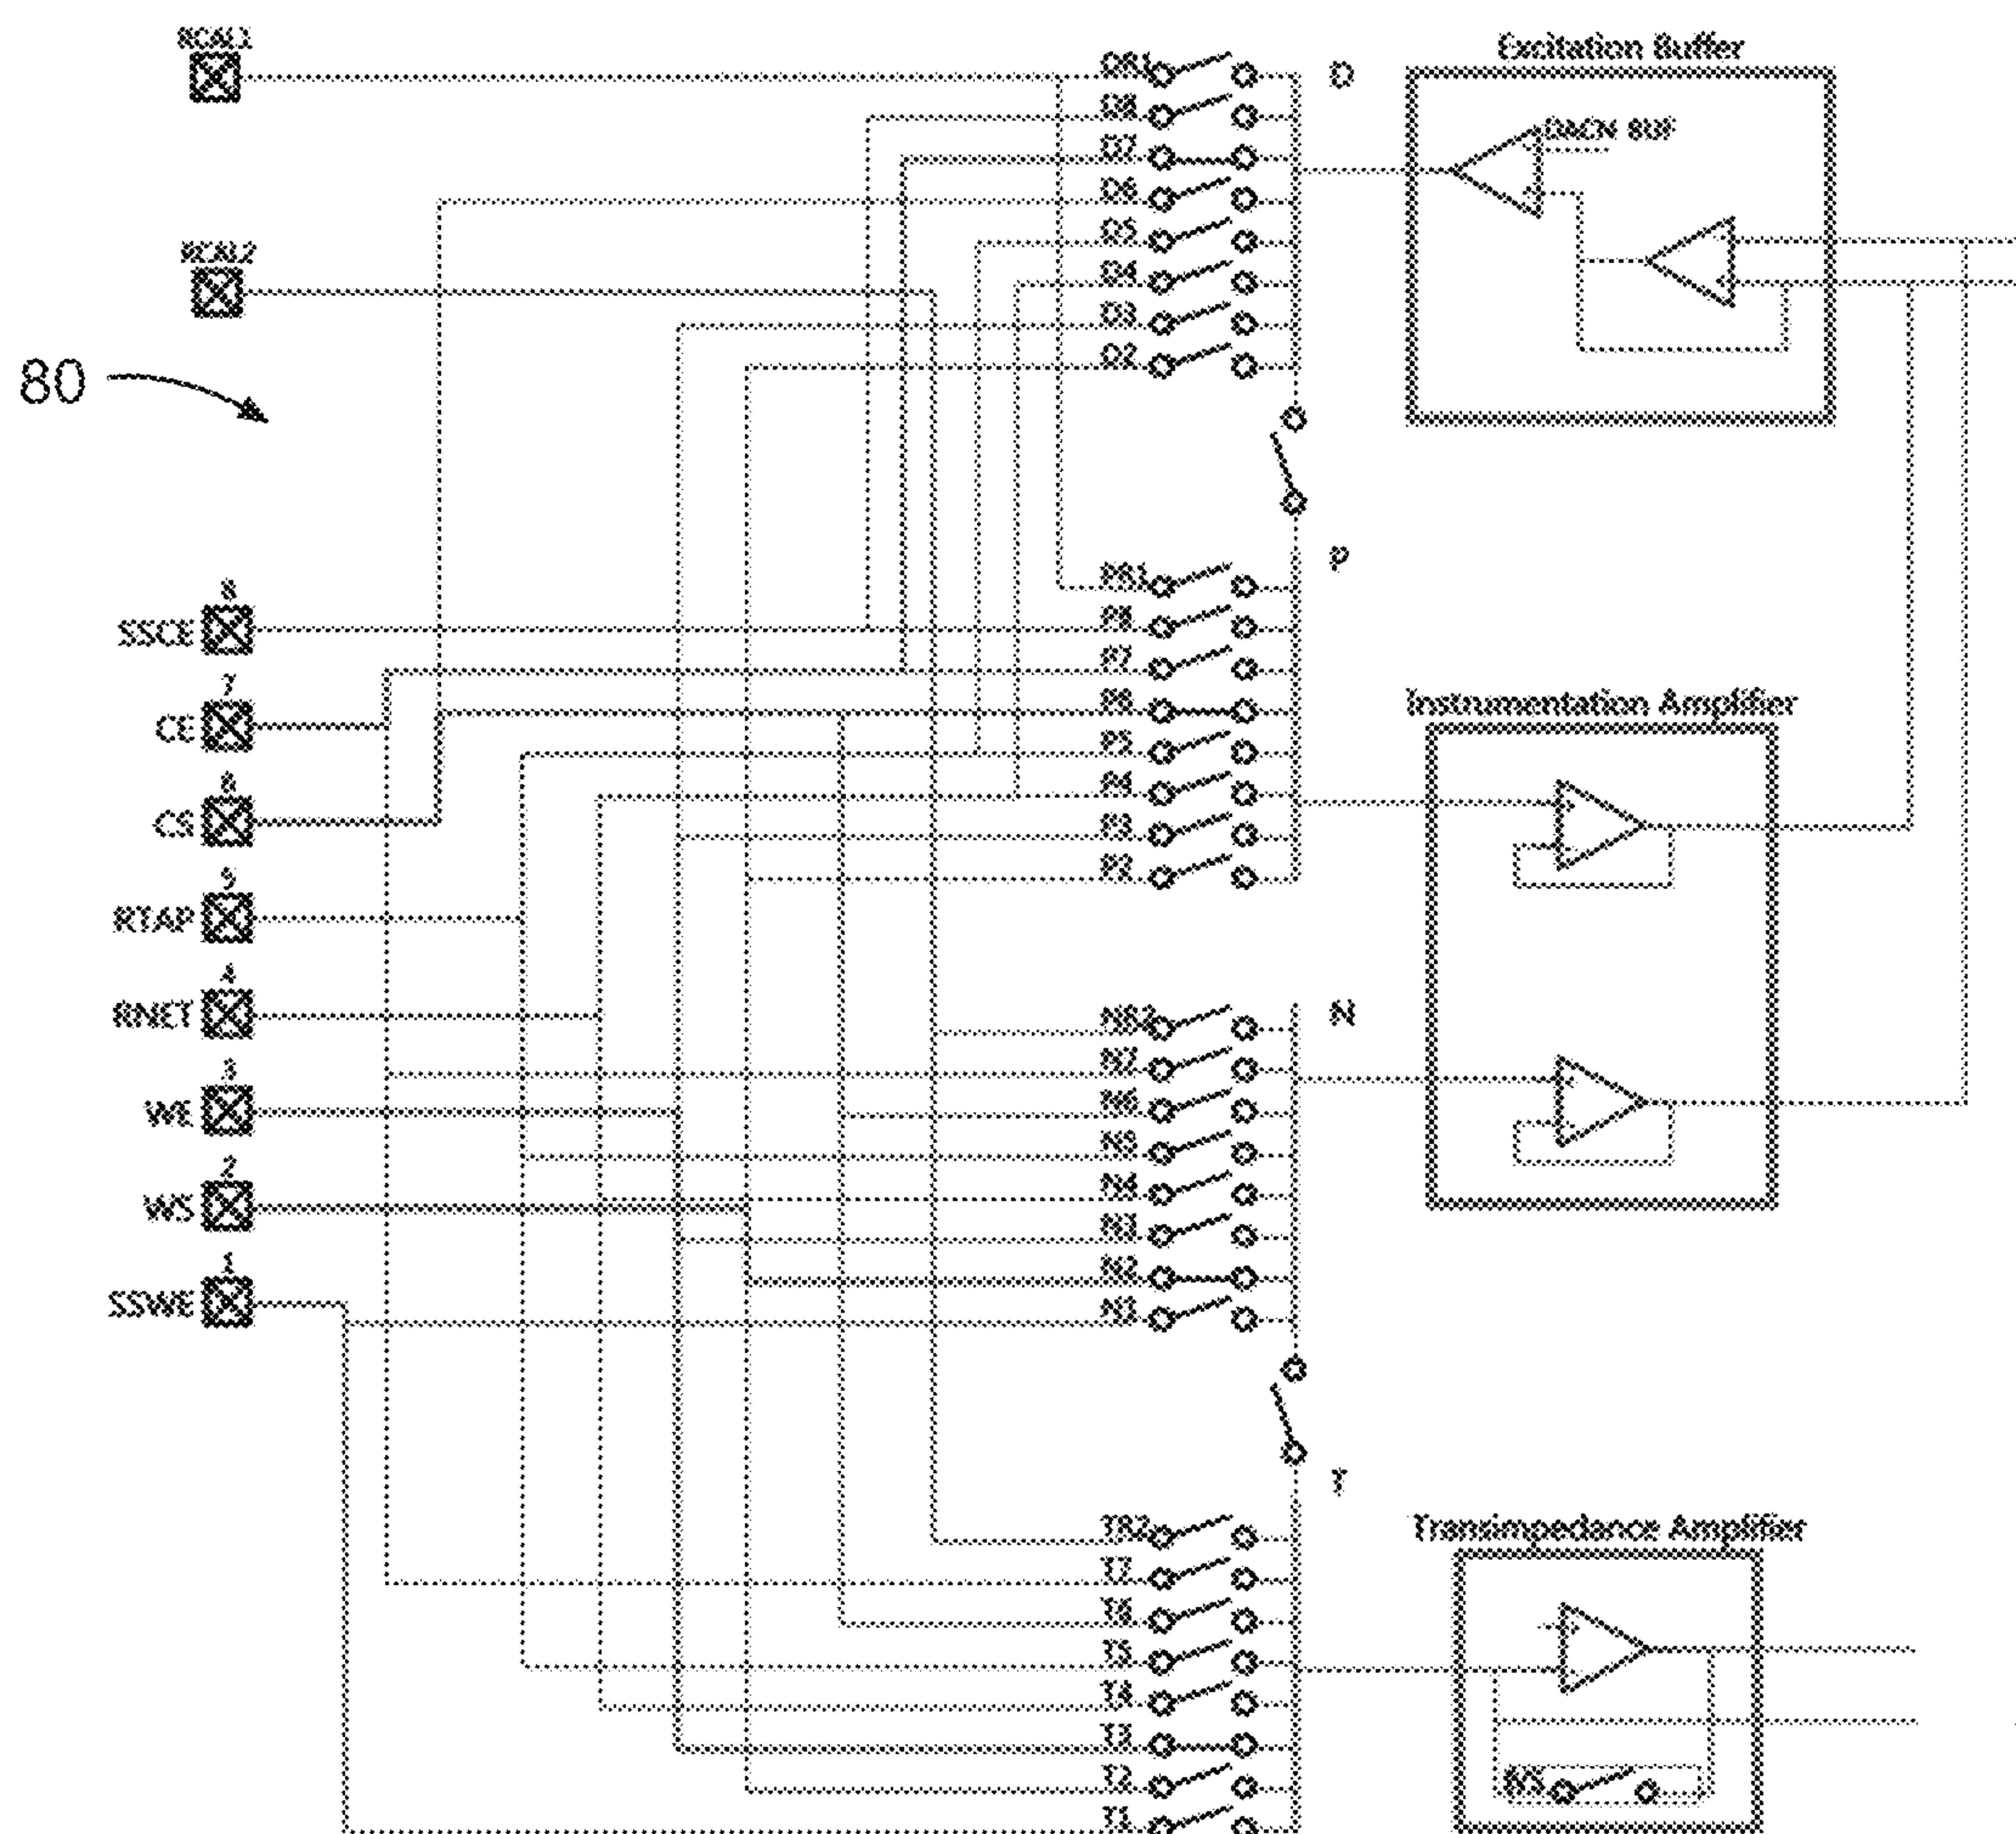 RCAL1
RCAL2
80
8
SSCE
7
CE
CS
5
RTAP
4
RNET
3
WE
2
WS
1
SSWE
D8
D7
D6
D5
D4
D3
D2
D
Excitation Buffer
DACN BUF
P
PR1
P8
P7
P6
P5
P4
P3
P2
Instrumentation Amplifier
N
NR2
N7
N6
N5
N4
N3
N2
N1
T
TR2
T7
T6
T5
T4
T3
T2
T1
Transimpedance Amplifier